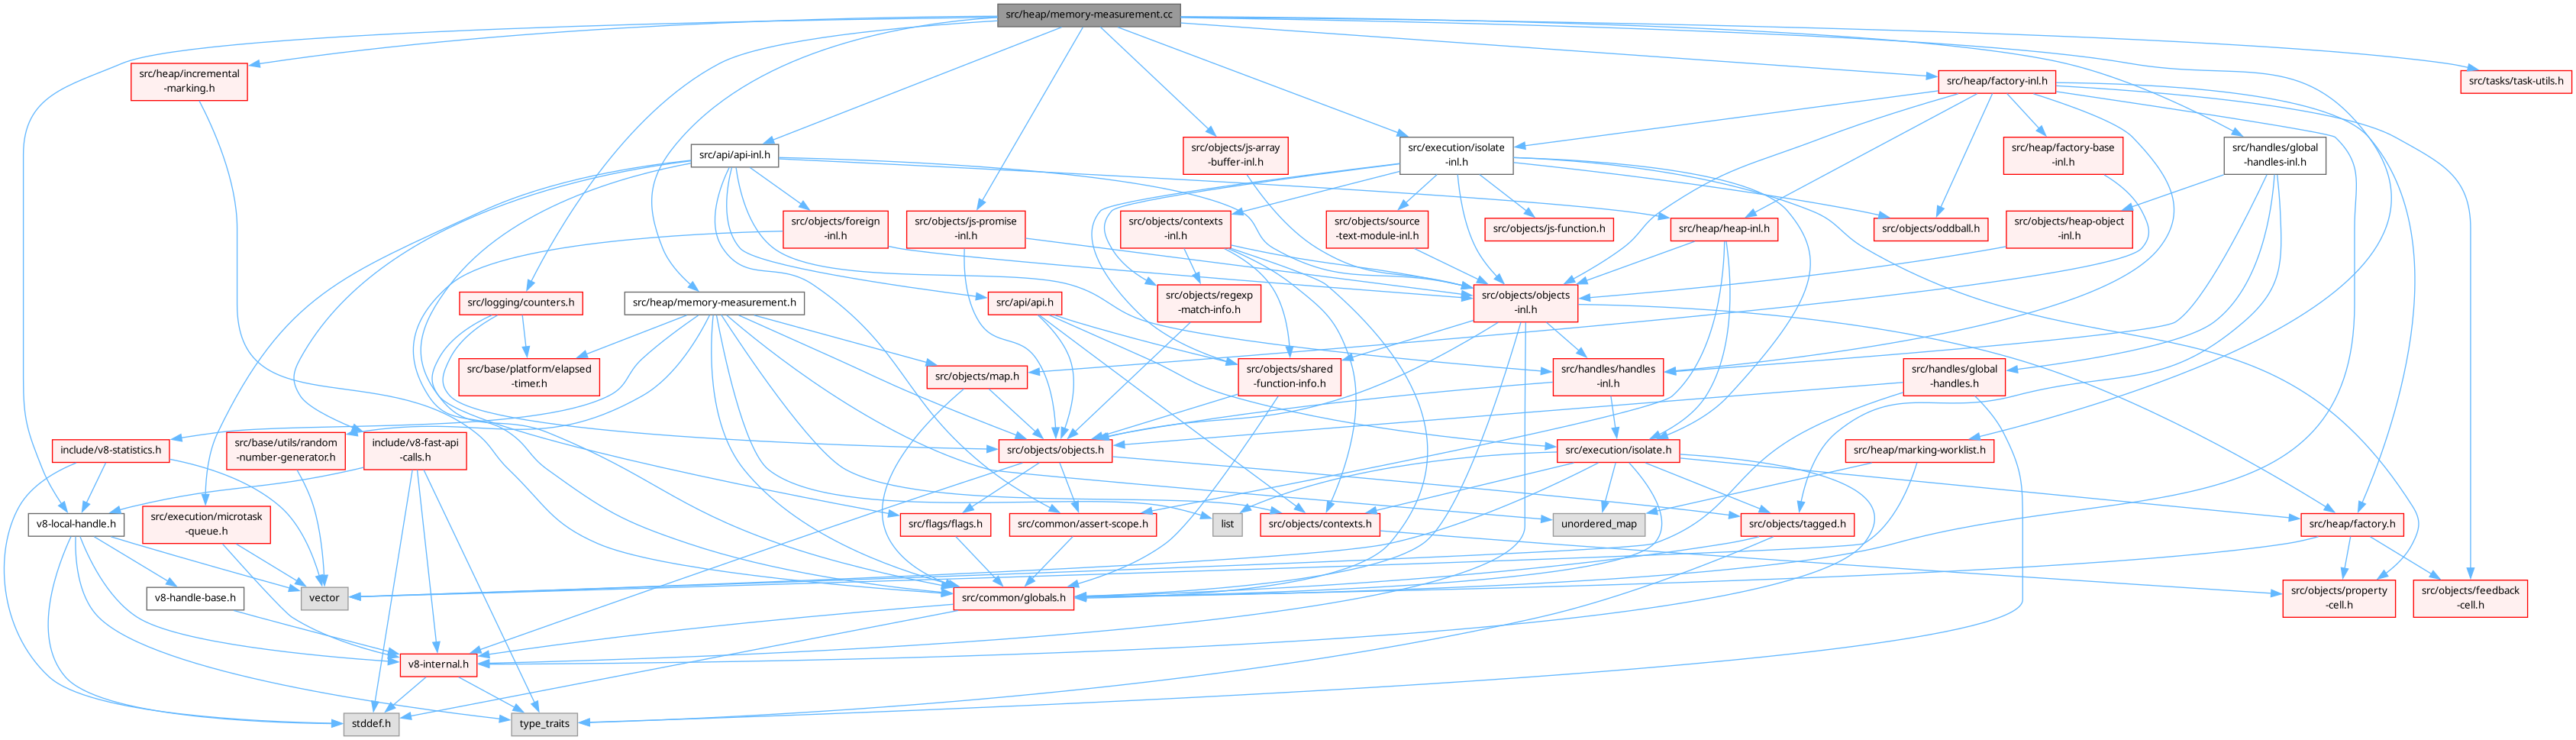 src/heap/memory-measurement.cc
src/heap/incremental
-marking.h
src/heap/factory-inl.h
src/tasks/task-utils.h
src/api/api-inl.h
src/objects/js-array
-buffer-inl.h
src/execution/isolate
-inl.h
src/heap/factory-base
-inl.h
src/handles/global
-handles-inl.h
src/objects/foreign
-inl.h
src/objects/js-promise
-inl.h
src/objects/contexts
-inl.h
src/objects/source
-text-module-inl.h
src/objects/js-function.h
src/heap/heap-inl.h
src/objects/oddball.h
src/objects/heap-object
-inl.h
src/logging/counters.h
src/heap/memory-measurement.h
src/api/api.h
src/objects/regexp
-match-info.h
src/objects/objects
-inl.h
src/base/platform/elapsed
-timer.h
src/objects/map.h
src/objects/shared
-function-info.h
src/handles/handles
-inl.h
src/handles/global
-handles.h
include/v8-statistics.h
src/base/utils/random
-number-generator.h
include/v8-fast-api
-calls.h
src/objects/objects.h
src/execution/isolate.h
src/heap/marking-worklist.h
v8-local-handle.h
src/execution/microtask
-queue.h
src/flags/flags.h
src/common/assert-scope.h
list
src/objects/contexts.h
unordered_map
src/objects/tagged.h
src/heap/factory.h
v8-handle-base.h
vector
src/common/globals.h
src/objects/property
-cell.h
src/objects/feedback
-cell.h
v8-internal.h
stddef.h
type_traits